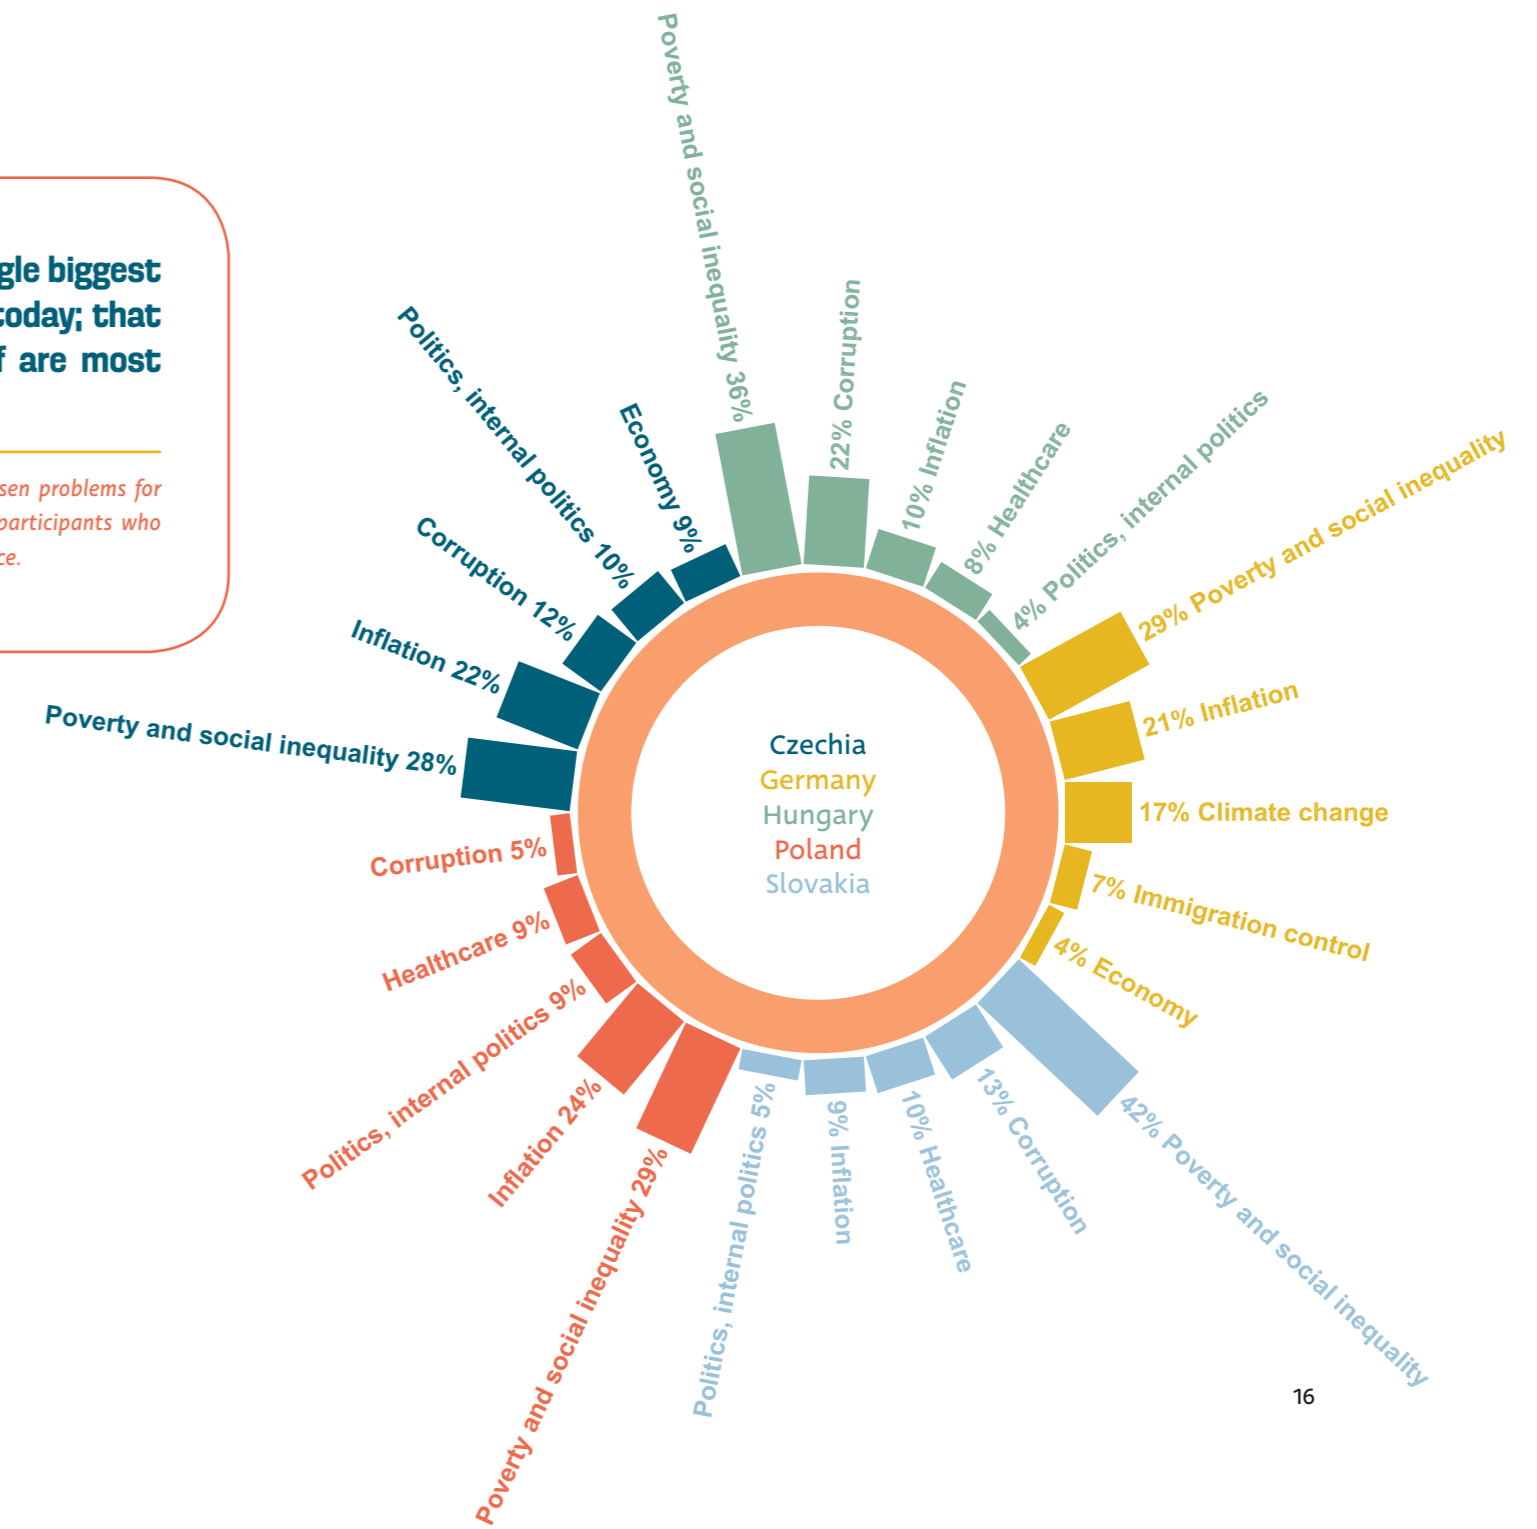 gle biggest
today; that
f are most
sen problems for
participants who
ce.
Poverty and social inequality 36%
22% Corruption
10% Inflation
8% Healthcare
4% Politics, internal politics
29% Poverty and social inequality
21% Inflation
17% Climate change
7% Immigration control
4% Economy
42% Poverty and social inequality
13% Corruption
10% Healthcare
9% Inflation
Politics, internal politics 5%
Poverty and social inequality 29%
Inflation 24%
Politics, internal politics 9%
Healthcare 9%
Corruption 5%
Poverty and social inequality 28%
Inflation 22%
Corruption 12%
Politics, internal politics 10%
Economy 9%
Czechia
Germany
Hungary
Poland
Slovakia
16